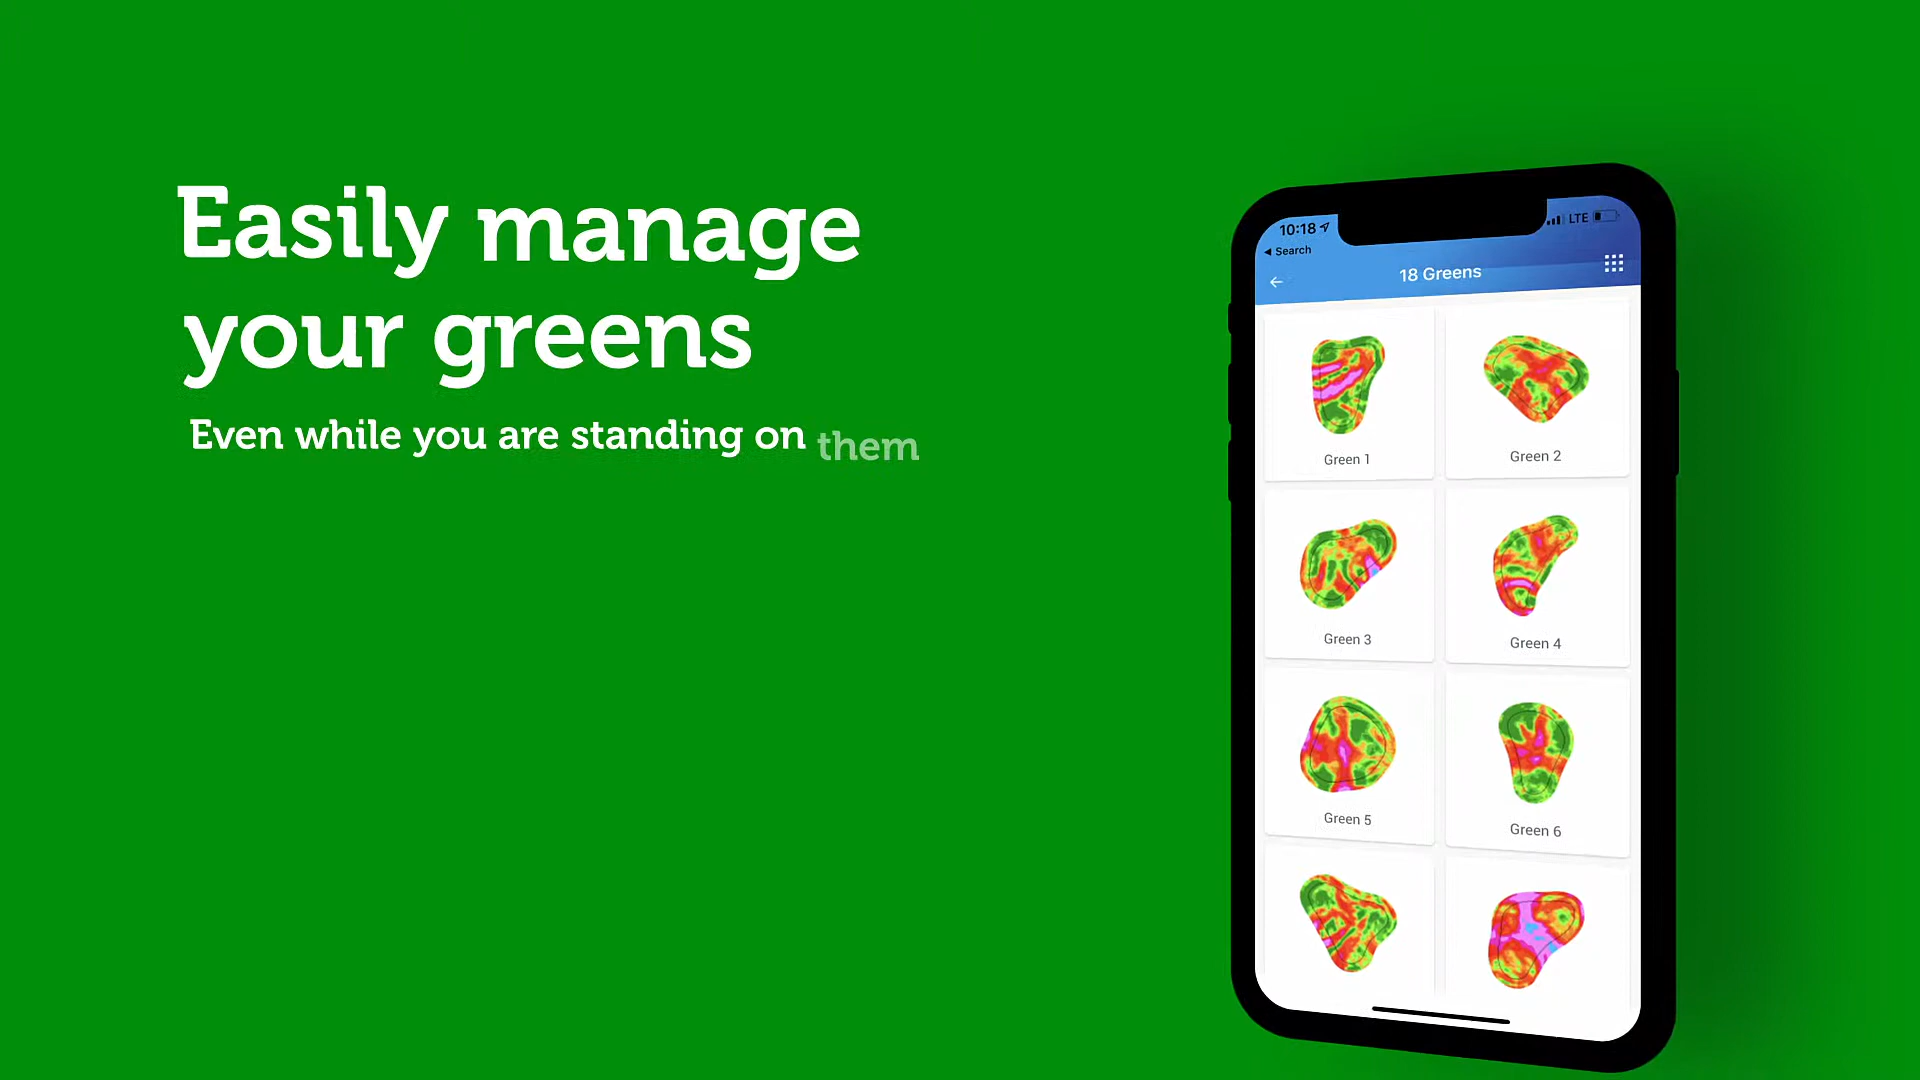 Easily manage
your greens
Even while you are standing on them
10:18
LTE
◀ Search
18 Greens
Green 1
Green 2
Green 3
Green 4
Green 5
Green 6